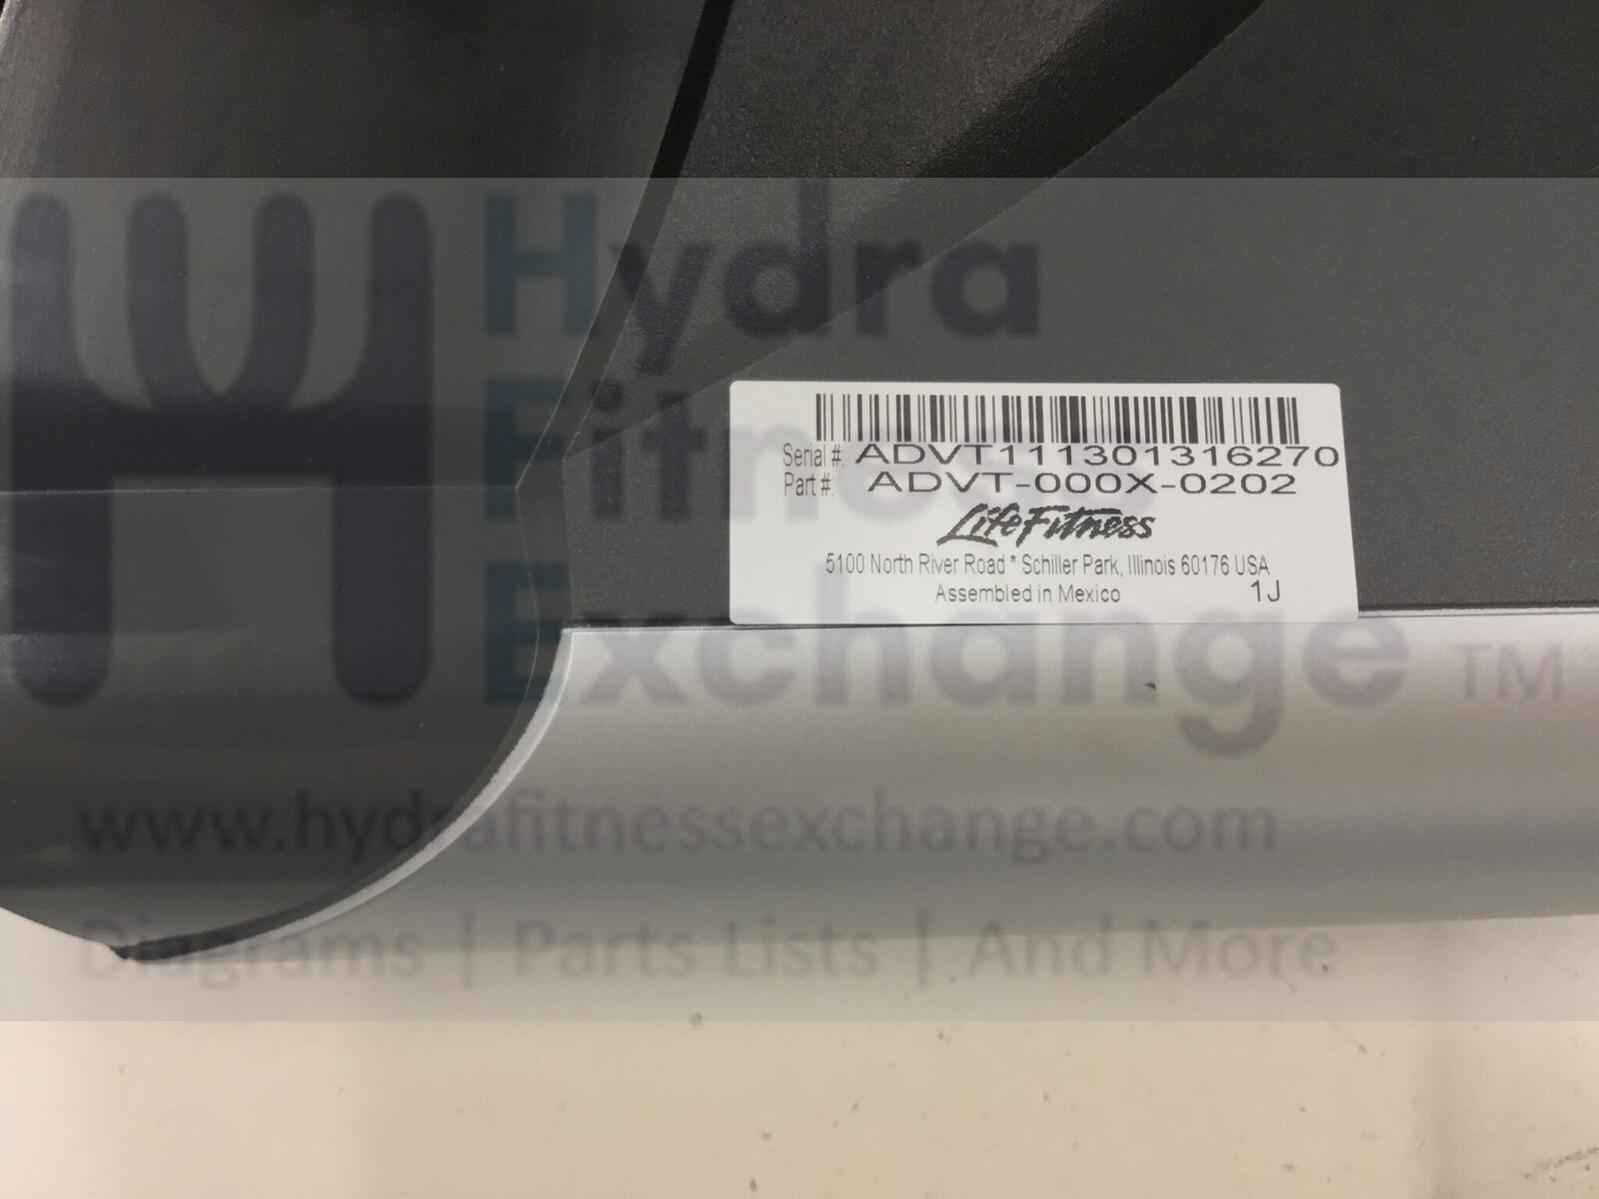 Hydra
Fitness
Exchange TM
www.hydrafitnessexchange.com
Diagrams | Parts Lists | And More
Serial #: ADVT111301316270
Part #: ADVT-000X-0202
LifeFitness
5100 North River Road * Schiller Park, Illinois 60176 USA
Assembled in Mexico 1J